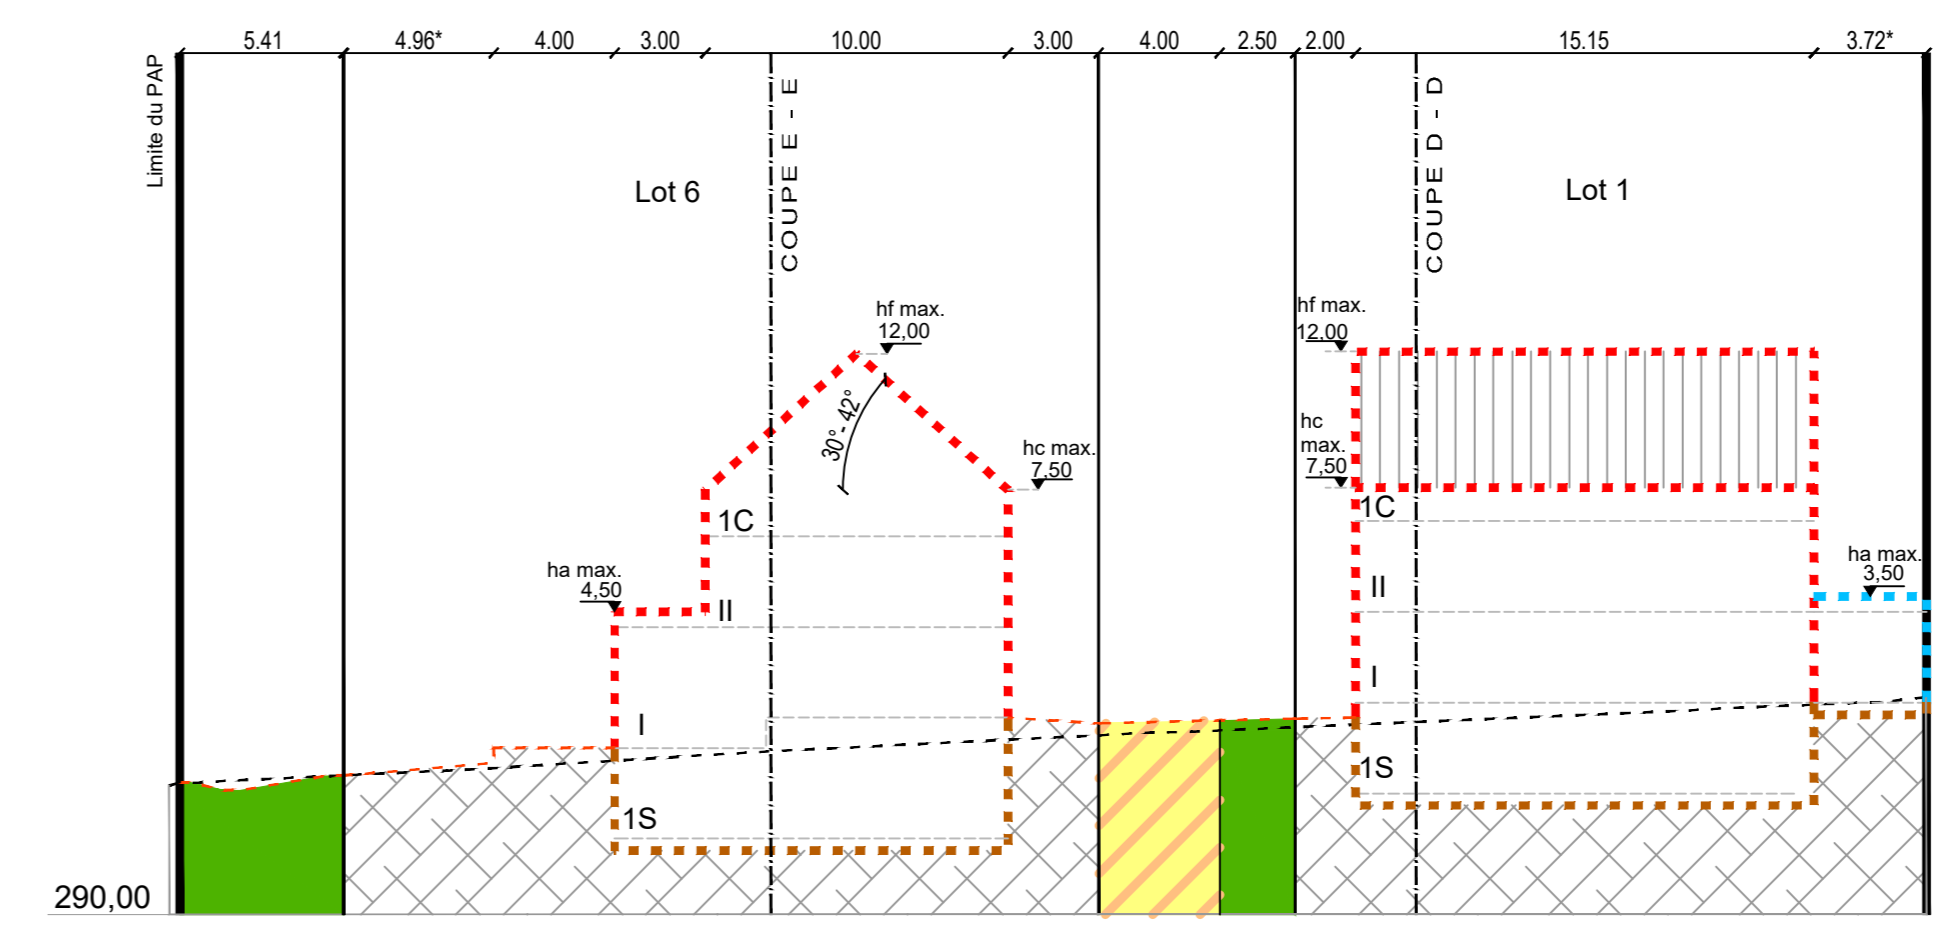 5.41 4.96* 4.00 3.00 10.00 3.00 4.00 2.50 2.00 15.15 3.72*
Limite du PAP
COUPE E - E
COUPE D - D
Lot 6
Lot 1
hf max.
12,00
hf max.
12,00
30°- 42°
hc max.
7,50
hc
max.
7,50
1C
1C
ha max.
4,50
ha max.
3,50
II
II
I
I
1S
1S
290,00